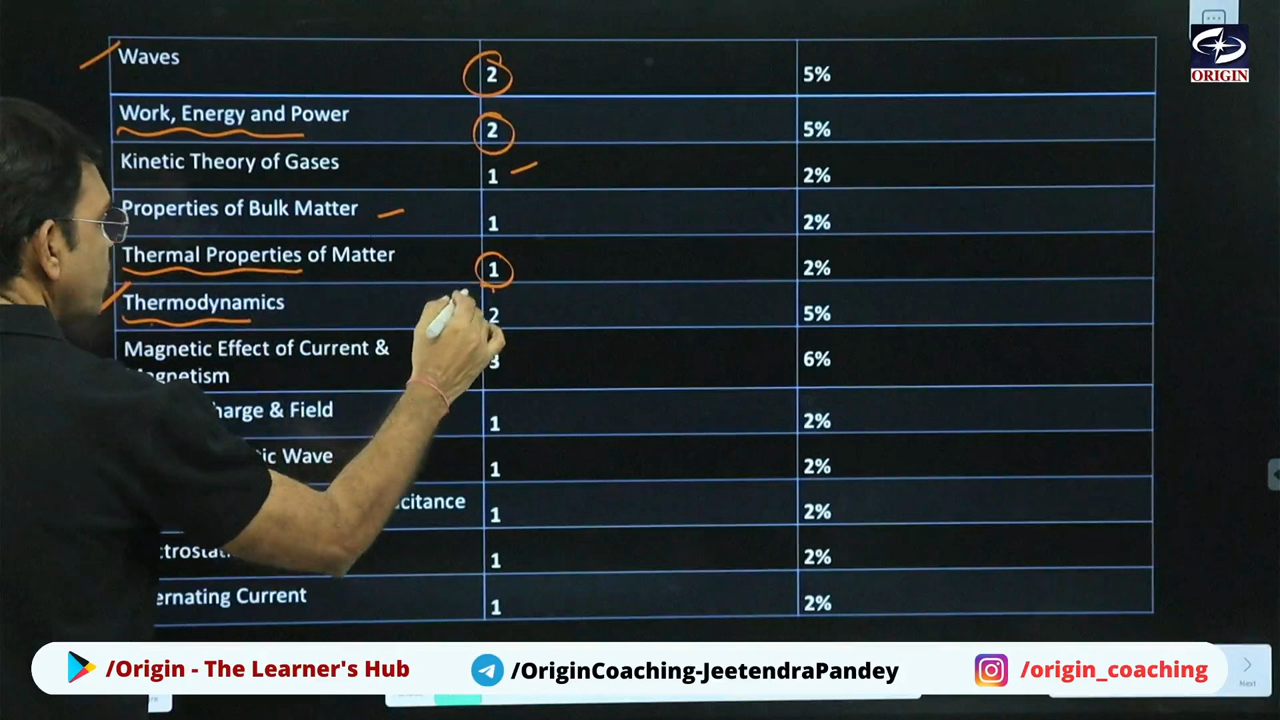 ORIGIN
Waves 2 5%
Work, Energy and Power 2 5%
Kinetic Theory of Gases 1 2%
Properties of Bulk Matter 1 2%
Thermal Properties of Matter 1 2%
Thermodynamics 2 5%
Magnetic Effect of Current & 3 6%
Magnetism
harge & Field 1 2%
ic Wave 1 2%
citance 1 2%
ctrostat 1 2%
ernating Current 1 2%
/Origin - The Learner's Hub
/OriginCoaching-JeetendraPandey
/origin_coaching
Next